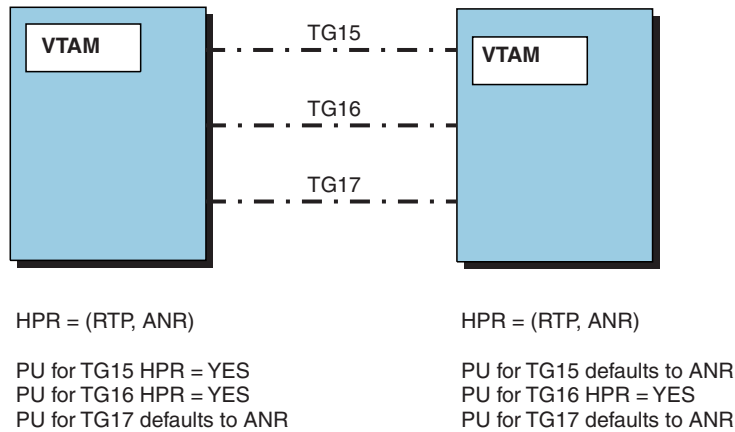 VTAM
VTAM
TG15
TG16
TG17
HPR = (RTP, ANR)
PU for TG15 HPR = YES
PU for TG16 HPR = YES
PU for TG17 defaults to ANR
HPR = (RTP, ANR)
PU for TG15 defaults to ANR
PU for TG16 HPR = YES
PU for TG17 defaults to ANR